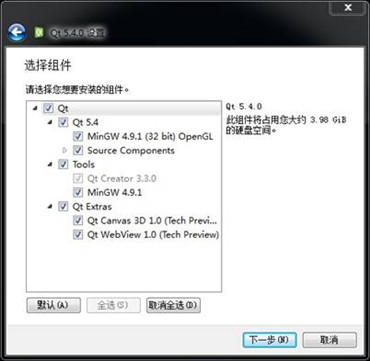 Qt 5.4.0 设置
选择组件
请选择您想要安装的组件。
Qt
Qt 5.4
MinGW 4.9.1 (32 bit) OpenGL
Source Components
Tools
Qt Creator 3.3.0
MinGW 4.9.1
Qt Extras
Qt Canvas 3D 1.0 (Tech Previ...
Qt WebView 1.0 (Tech Preview)
Qt 5.4.0
此组件将占用您大约 3.98 GiB
的硬盘空间。
默认(A)
全选(S)
取消全选(D)
下一步(N)
取消